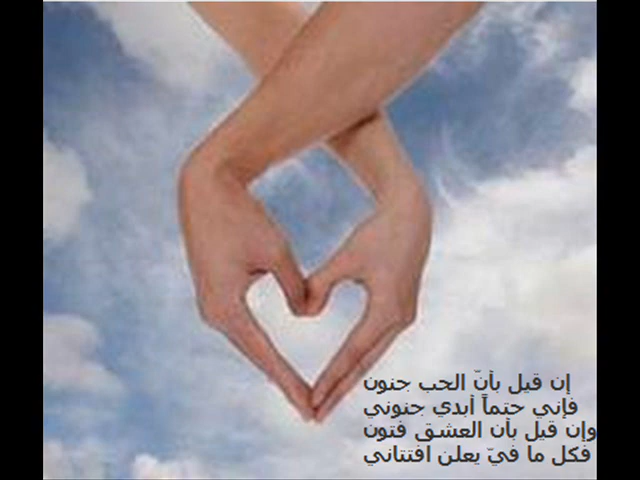 إن قيل بأنّ الحب جنون
فإني حتماً أبدي جنوني
وإن قيل بأن العشق فتون
فكل ما فيّ يعلن افتتاني